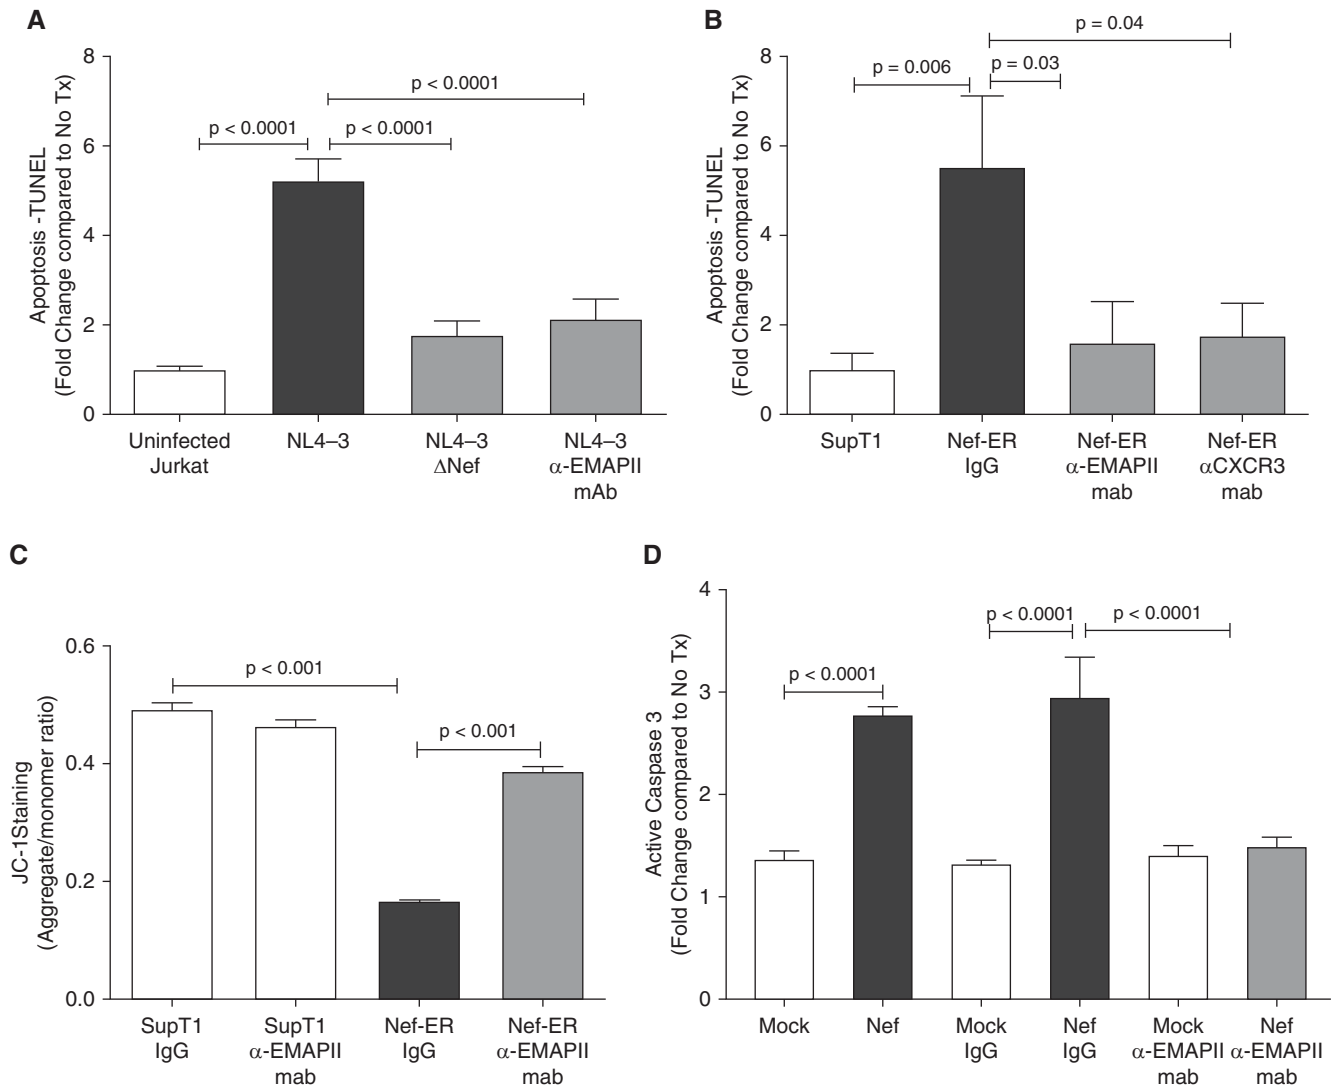 A
Apoptosis -TUNEL
(Fold Change compared to No Tx)
8
6
4
2
0
p < 0.0001
p < 0.0001
p < 0.0001
Uninfected
Jurkat
NL4–3
NL4–3
ΔNef
NL4–3
α-EMAPII
mAb
B
Apoptosis -TUNEL
(Fold Change compared to No Tx)
8
6
4
2
0
p = 0.04
p = 0.006
p = 0.03
SupT1
Nef-ER
IgG
Nef-ER
α-EMAPII
mab
Nef-ER
αCXCR3
mab
C
JC-1Staining
(Aggregate/monomer ratio)
0.6
0.4
0.2
0.0
p < 0.001
p < 0.001
SupT1
IgG
SupT1
α-EMAPII
mab
Nef-ER
IgG
Nef-ER
α-EMAPII
mab
D
Active Caspase 3
(Fold Change compared to No Tx)
4
3
2
1
0
p < 0.0001
p < 0.0001
p < 0.0001
Mock
Nef
Mock
IgG
Nef
IgG
Mock
α-EMAPII
mab
Nef
α-EMAPII
mab